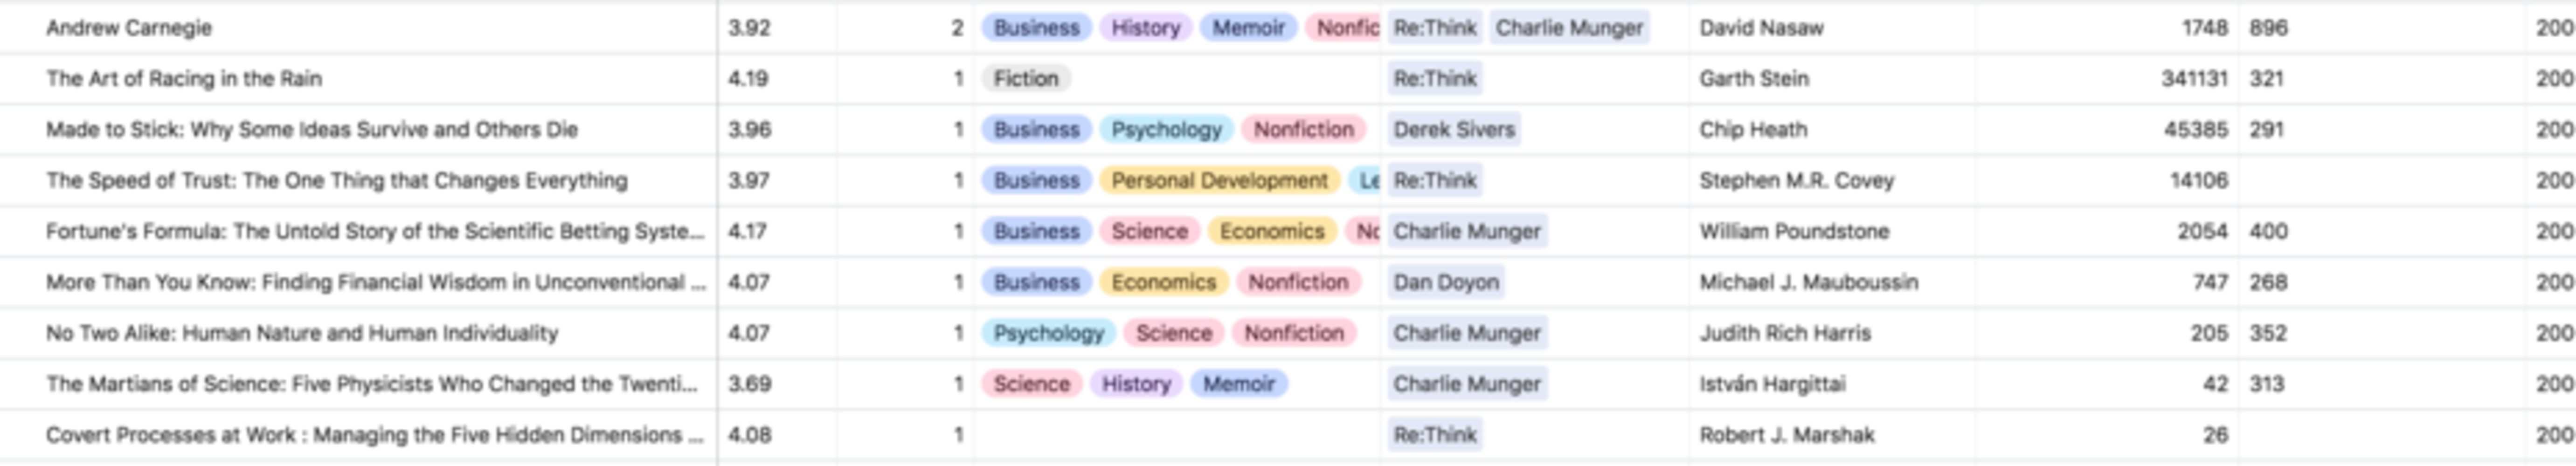 Andrew Carnegie 3.92 2 Business History Memoir Nonfic Re:Think Charlie Munger David Nasaw 1748 896 200
The Art of Racing in the Rain 4.19 1 Fiction Re:Think Garth Stein 341131 321 200
Made to Stick: Why Some Ideas Survive and Others Die 3.96 1 Business Psychology Nonfiction Derek Sivers Chip Heath 45385 291 200
The Speed of Trust: The One Thing that Changes Everything 3.97 1 Business Personal Development Le Re:Think Stephen M.R. Covey 14106 200
Fortune's Formula: The Untold Story of the Scientific Betting Syste... 4.17 1 Business Science Economics No Charlie Munger William Poundstone 2054 400 200
More Than You Know: Finding Financial Wisdom in Unconventional ... 4.07 1 Business Economics Nonfiction Dan Doyon Michael J. Mauboussin 747 268 200
No Two Alike: Human Nature and Human Individuality 4.07 1 Psychology Science Nonfiction Charlie Munger Judith Rich Harris 205 352 200
The Martians of Science: Five Physicists Who Changed the Twenti... 3.69 1 Science History Memoir Charlie Munger István Hargittai 42 313 200
Covert Processes at Work : Managing the Five Hidden Dimensions ... 4.08 1 Re:Think Robert J. Marshak 26 200